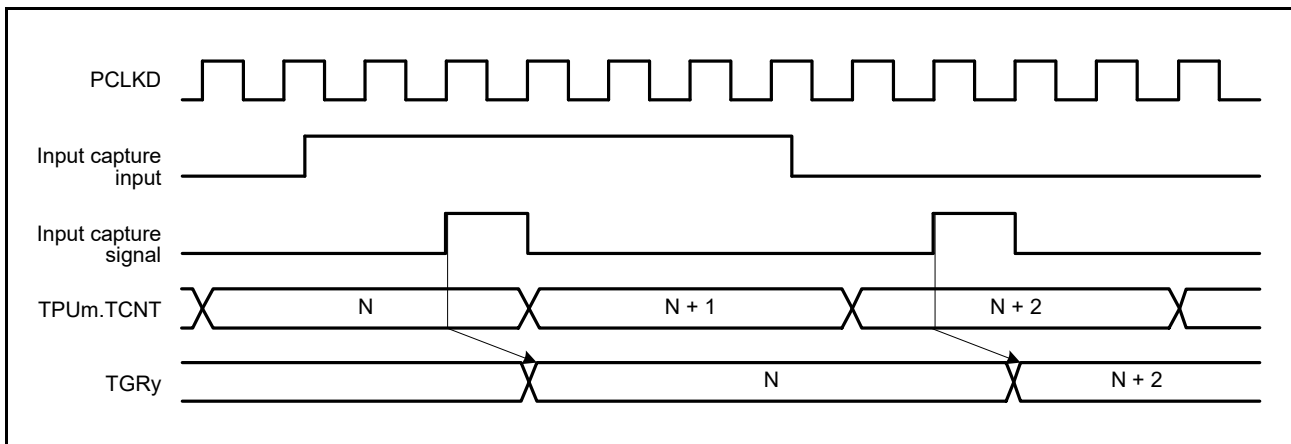 PCLKD
Input capture
input
Input capture
signal
TPUm.TCNT
N
N + 1
N + 2
TGRy
N
N + 2